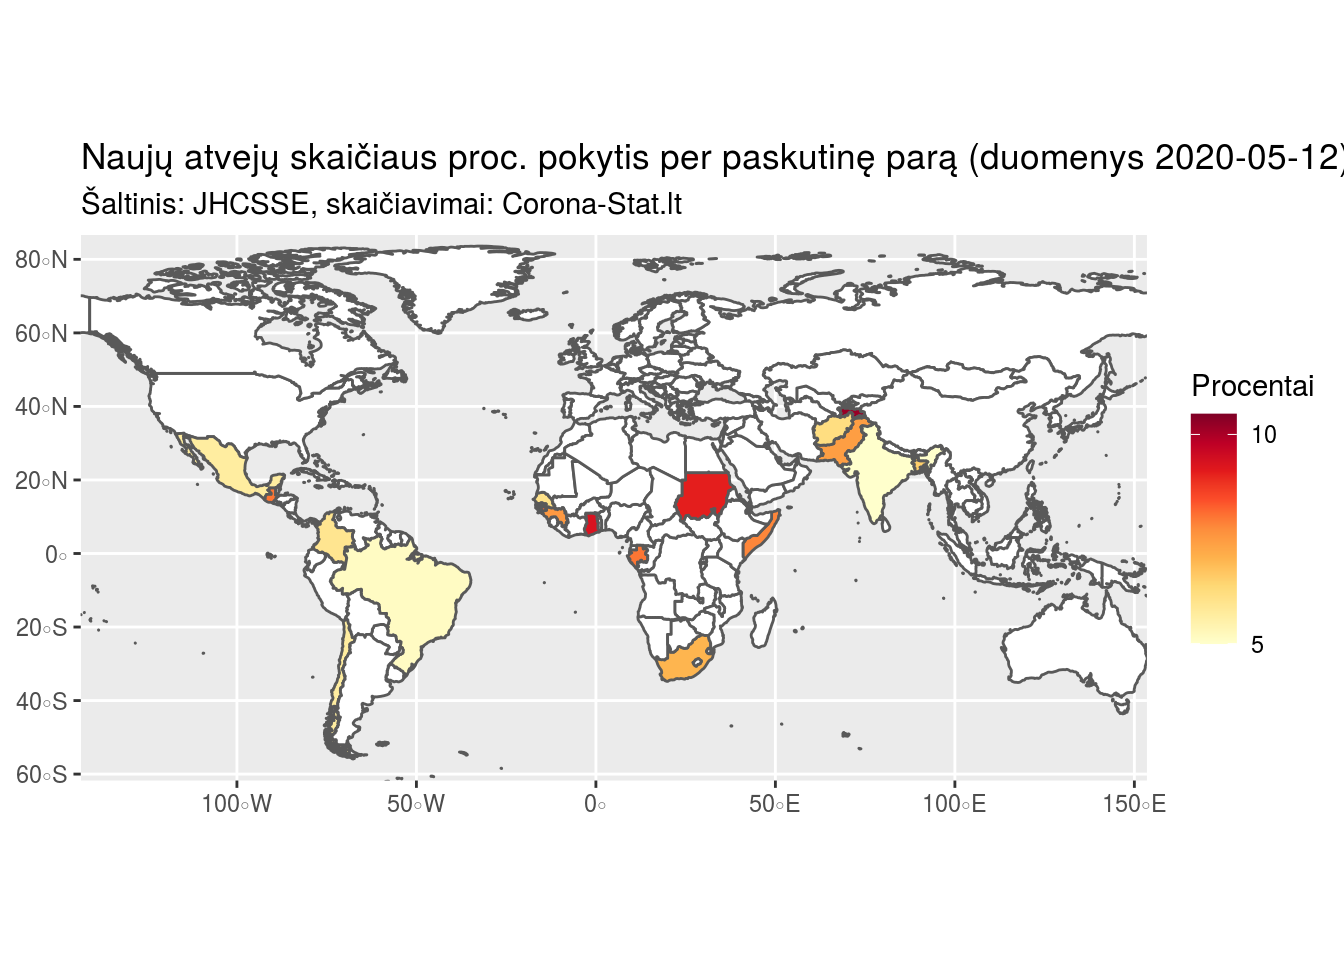 Naujų atvejų skaičiaus proc. pokytis per paskutinę parą (duomenys 2020-05-12)
Šaltinis: JHCSSE, skaičiavimai: Corona-Stat.lt
80◦N
60◦N
40◦N
20◦N
0◦
20◦S
40◦S
60◦S
100◦W
50◦W
0◦
50◦E
100◦E
150◦E
Procentai
10
5